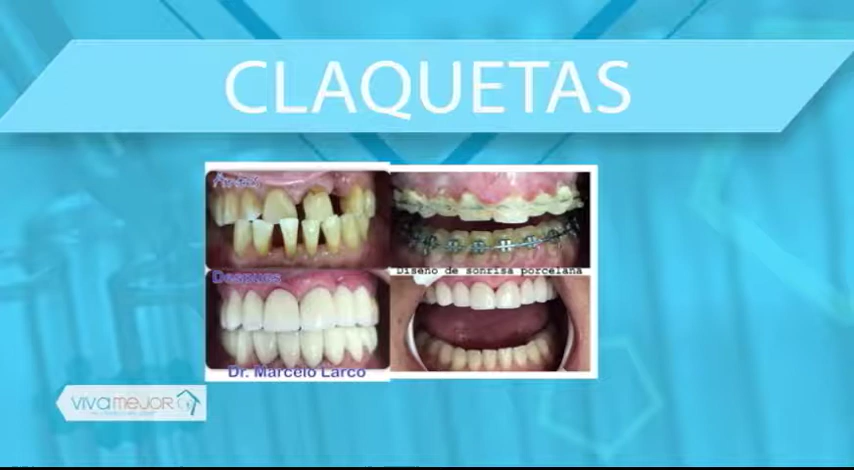 CLAQUETAS
Antes
Despues
Diseño de sonrisa porcelana
Dr. Marcelo Larco
VIVAMEJOR